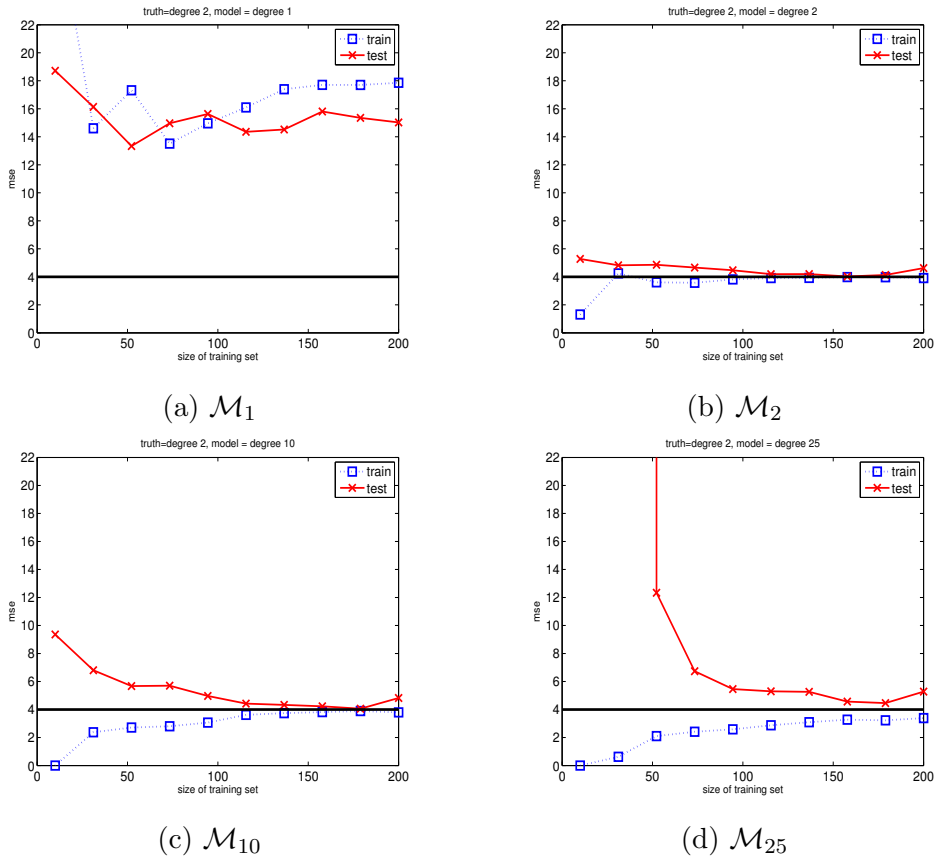 truth=degree 2, model = degree 1
22
20
18
16
14
12
10
8
6
4
2
0
mse
train
test
0 50 100 150 200
size of training set
(a) M1
truth=degree 2, model = degree 2
22
20
18
16
14
12
10
8
6
4
2
0
mse
train
test
0 50 100 150 200
size of training set
(b) M2
truth=degree 2, model = degree 10
22
20
18
16
14
12
10
8
6
4
2
0
mse
train
test
0 50 100 150 200
size of training set
(c) M10
truth=degree 2, model = degree 25
22
20
18
16
14
12
10
8
6
4
2
0
mse
train
test
0 50 100 150 200
size of training set
(d) M25